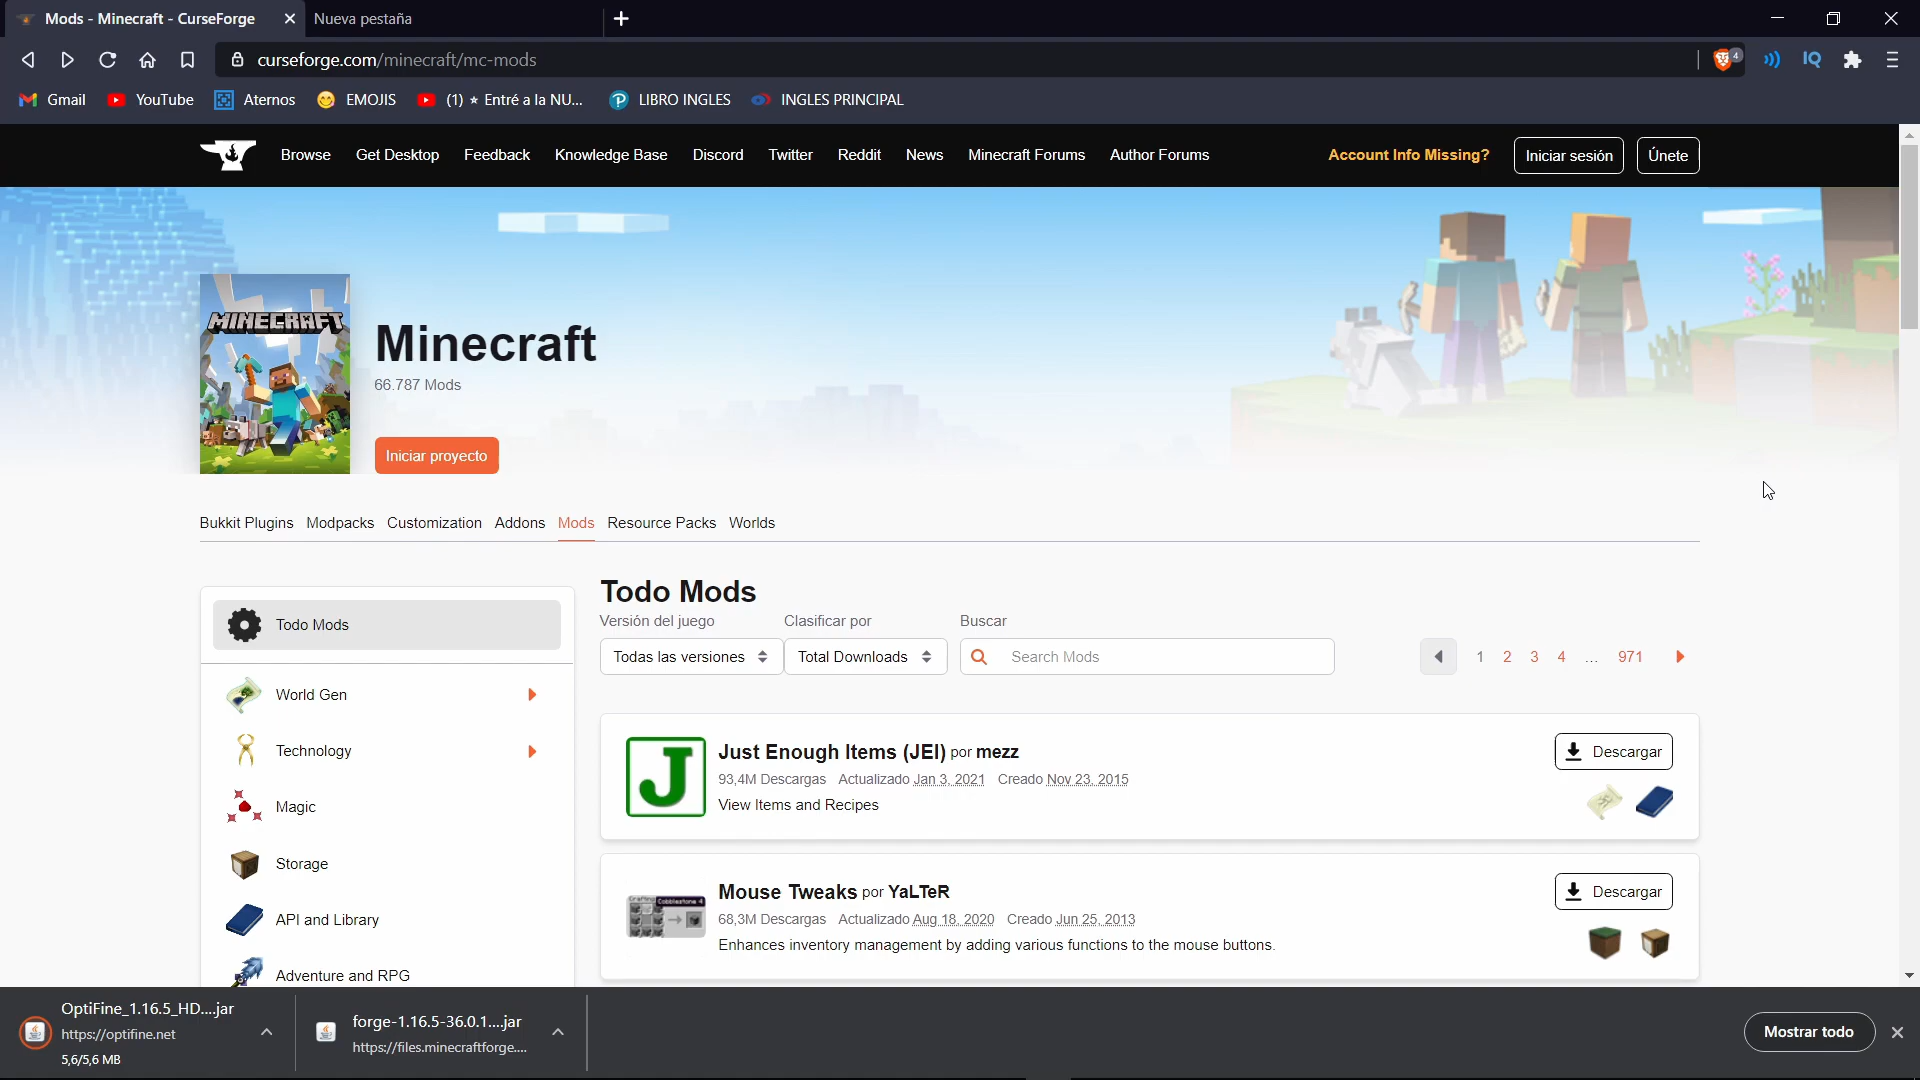 Mods - Minecraft - CurseForge
Nueva pestaña
curseforge.com/minecraft/mc-mods
4
IQ
Gmail
YouTube
Aternos
EMOJIS
(1) ★ Entré a la NU...
LIBRO INGLES
INGLES PRINCIPAL
Browse
Get Desktop
Feedback
Knowledge Base
Discord
Twitter
Reddit
News
Minecraft Forums
Author Forums
Account Info Missing?
Iniciar sesión
Únete
MINECRAFT
Minecraft
66.787 Mods
Iniciar proyecto
Bukkit Plugins
Modpacks
Customization
Addons
Mods
Resource Packs
Worlds
Todo Mods
World Gen
Technology
Magic
Storage
API and Library
Adventure and RPG
Todo Mods
Versión del juego
Clasificar por
Buscar
Todas las versiones
Total Downloads
Search Mods
1 2 3 4 ... 971
J
Just Enough Items (JEI) por mezz
93,4M Descargas Actualizado Jan 3, 2021 Creado Nov 23, 2015
View Items and Recipes
Descargar
Crafting
Cobblestone 4
Mouse Tweaks por YaLTeR
68,3M Descargas Actualizado Aug 18, 2020 Creado Jun 25, 2013
Enhances inventory management by adding various functions to the mouse buttons.
Descargar
OptiFine_1.16.5_HD....jar
https://optifine.net
5,6/5,6 MB
forge-1.16.5-36.0.1....jar
https://files.minecraftforge....
Mostrar todo